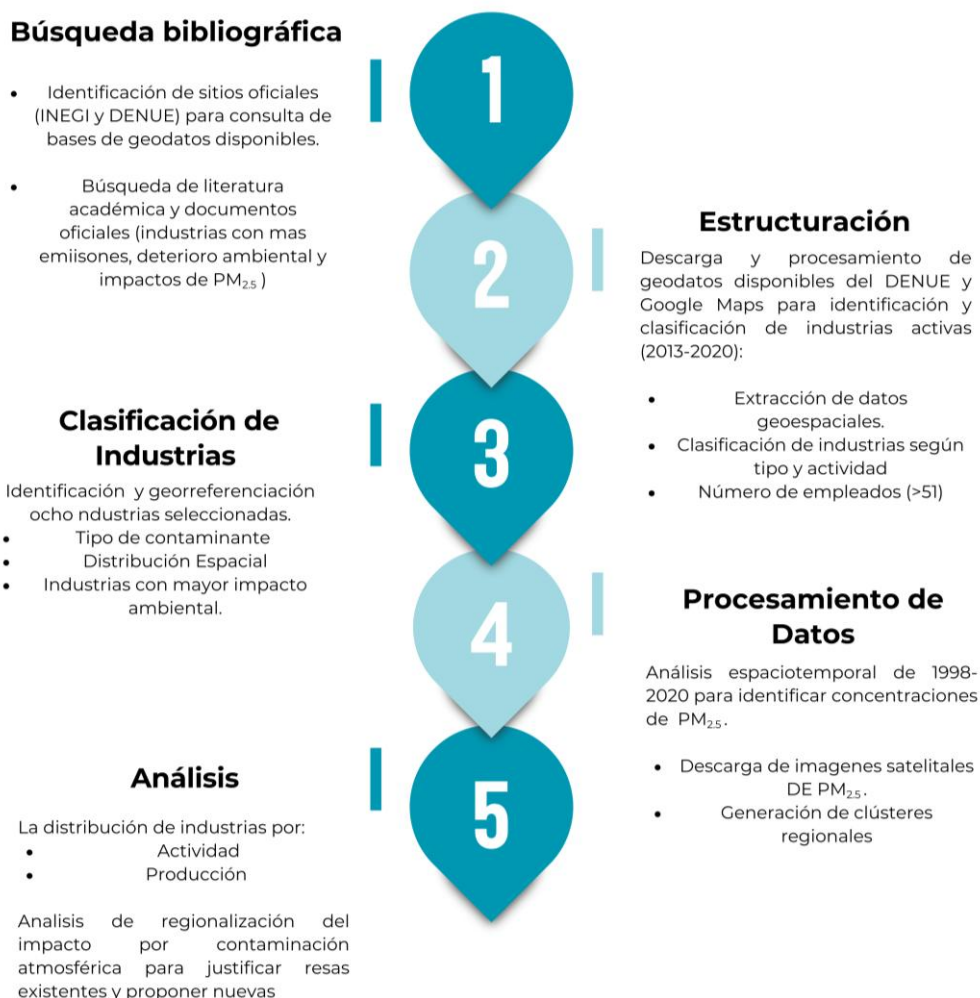 Búsqueda bibliográfica
• Identificación de sitios oficiales
(INEGI y DENUE) para consulta de
bases de geodatos disponibles.
• Búsqueda de literatura
académica y documentos
oficiales (industrias con mas
emiisones, deterioro ambiental y
impactos de PM₂.₅ )
1
2
Estructuración
Descarga y procesamiento de
geodatos disponibles del DENUE y
Google Maps para identificación y
clasificación de industrias activas
(2013-2020):
• Extracción de datos
geoespaciales.
• Clasificación de industrias según
tipo y actividad
• Número de empleados (>51)
Clasificación de
Industrias
Identificación y georreferenciación
ocho ndustrias seleccionadas.
• Tipo de contaminante
• Distribución Espacial
• Industrias con mayor impacto
ambiental.
3
4
Procesamiento de
Datos
Análisis espaciotemporal de 1998-
2020 para identificar concentraciones
de PM₂.₅.
• Descarga de imagenes satelitales
DE PM₂.₅.
• Generación de clústeres
regionales
Análisis
La distribución de industrias por:
• Actividad
• Producción
Analisis de regionalización del
impacto por contaminación
atmosférica para justificar resas
existentes y proponer nuevas
5